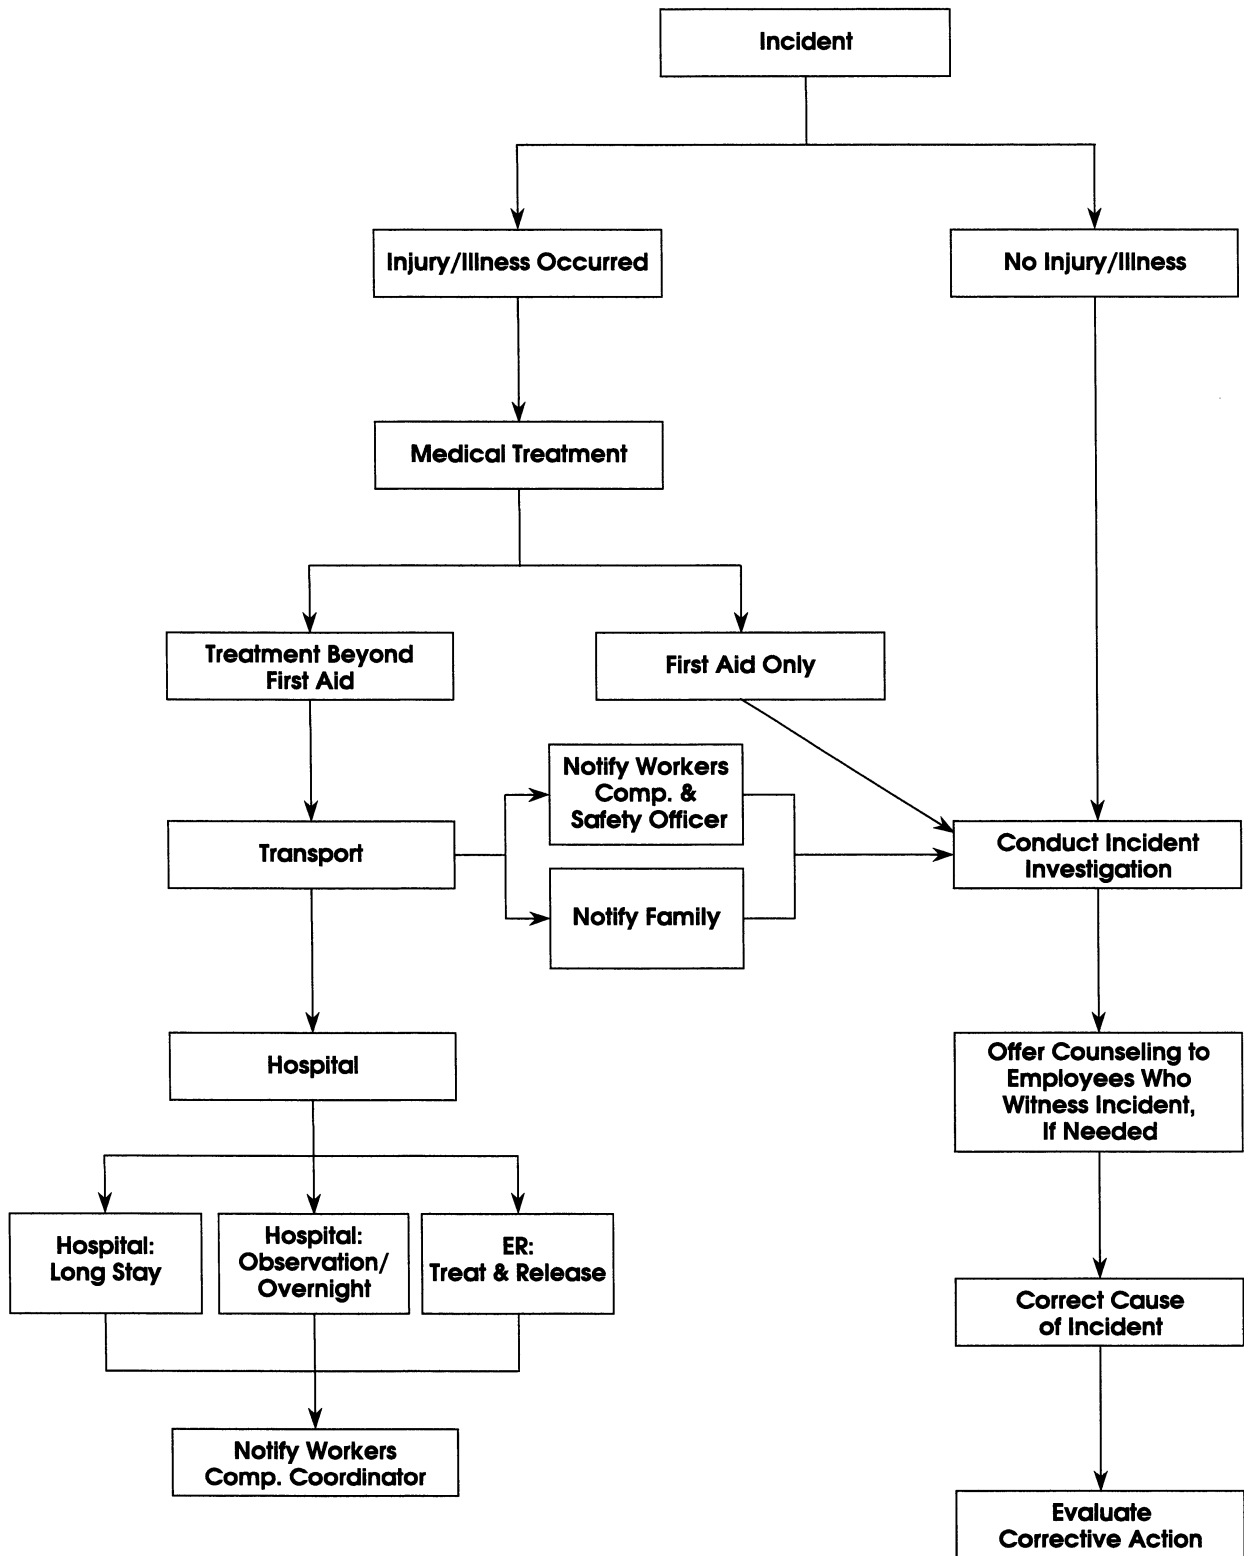 Incident
Injury/Illness Occurred
No Injury/Illness
Medical Treatment
Treatment Beyond
First Aid
First Aid Only
Notify Workers
Comp. &
Safety Officer
Transport
Conduct Incident
Investigation
Notify Family
Hospital
Offer Counseling to
Employees Who
Witness Incident,
If Needed
Hospital:
Long Stay
Hospital:
Observation/
Overnight
ER:
Treat & Release
Correct Cause
of Incident
Notify Workers
Comp. Coordinator
Evaluate
Corrective Action